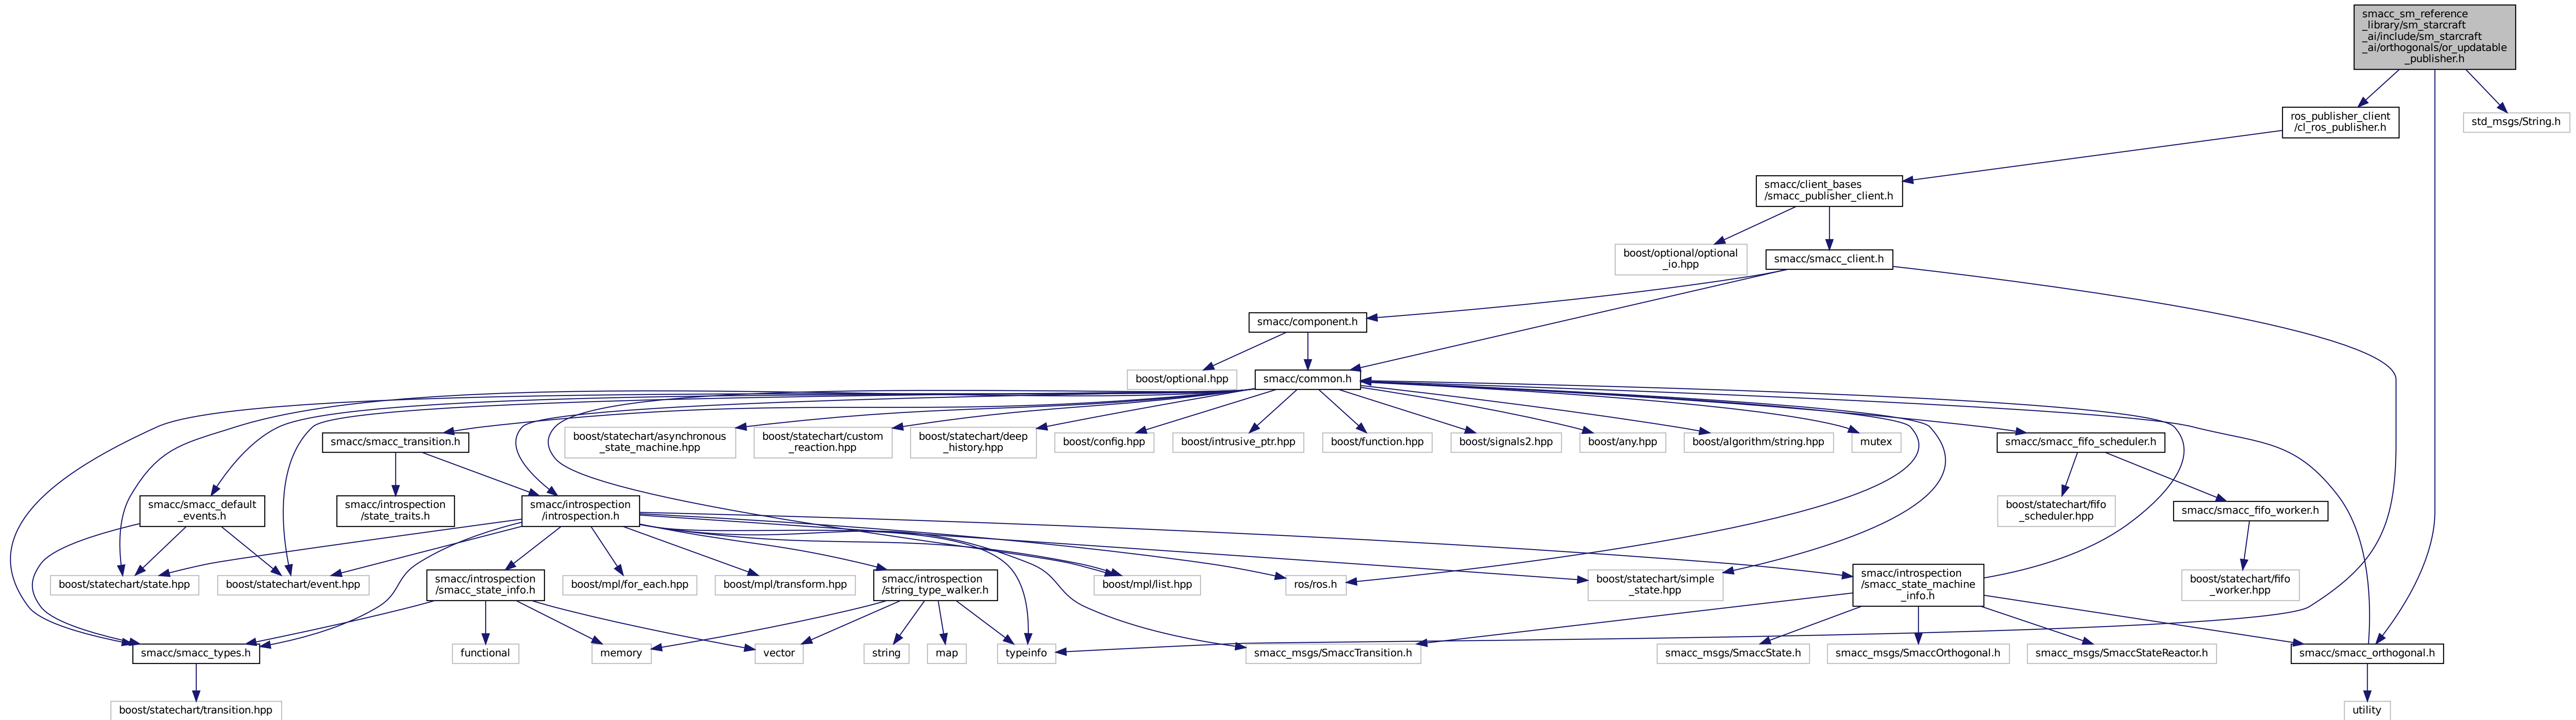 smacc_sm_reference
_library/sm_starcraft
_ai/include/sm_starcraft
_ai/orthogonals/or_updatable
_publisher.h
ros_publisher_client
/cl_ros_publisher.h
std_msgs/String.h
smacc/client_bases
/smacc_publisher_client.h
boost/optional/optional
_io.hpp
smacc/smacc_client.h
smacc/component.h
boost/optional.hpp
smacc/common.h
smacc/smacc_transition.h
boost/statechart/asynchronous
_state_machine.hpp
boost/statechart/custom
_reaction.hpp
boost/statechart/deep
_history.hpp
boost/config.hpp
boost/intrusive_ptr.hpp
boost/function.hpp
boost/signals2.hpp
boost/any.hpp
boost/algorithm/string.hpp
mutex
smacc/smacc_fifo_scheduler.h
smacc/smacc_default
_events.h
smacc/introspection
/state_traits.h
smacc/introspection
/introspection.h
boost/statechart/fifo
_scheduler.hpp
smacc/smacc_fifo_worker.h
boost/statechart/state.hpp
boost/statechart/event.hpp
smacc/introspection
/smacc_state_info.h
boost/mpl/for_each.hpp
boost/mpl/transform.hpp
smacc/introspection
/string_type_walker.h
boost/mpl/list.hpp
ros/ros.h
boost/statechart/simple
_state.hpp
smacc/introspection
/smacc_state_machine
_info.h
boost/statechart/fifo
_worker.hpp
smacc/smacc_types.h
functional
memory
vector
string
map
typeinfo
smacc_msgs/SmaccTransition.h
smacc_msgs/SmaccState.h
smacc_msgs/SmaccOrthogonal.h
smacc_msgs/SmaccStateReactor.h
smacc/smacc_orthogonal.h
boost/statechart/transition.hpp
utility